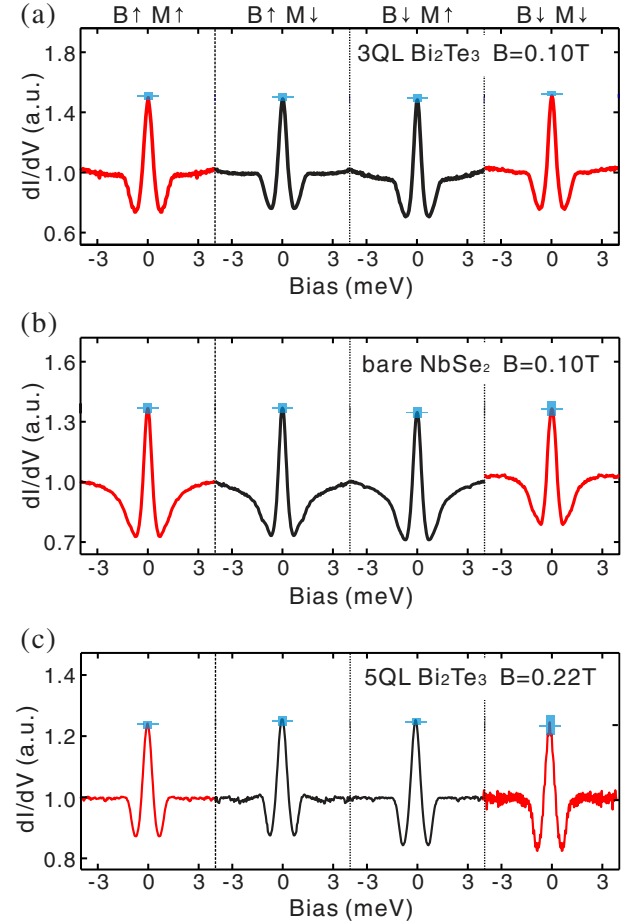 (a) B↑ M↑ B↑ M↓ B↓ M↑ B↓ M↓
3QL Bi₂Te₃ B=0.10T
1.8
1.4
1.0
0.6
dI/dV (a.u.)
-3 0 3 -3 0 3 -3 0 3 -3 0 3
Bias (meV)
(b)
bare NbSe₂ B=0.10T
1.6
1.3
1.0
0.7
dI/dV (a.u.)
-3 0 3 -3 0 3 -3 0 3 -3 0 3
Bias (meV)
(c)
5QL Bi₂Te₃ B=0.22T
1.4
1.2
1.0
0.8
dI/dV (a.u.)
-3 0 3 -3 0 3 -3 0 3 -3 0 3
Bias (meV)